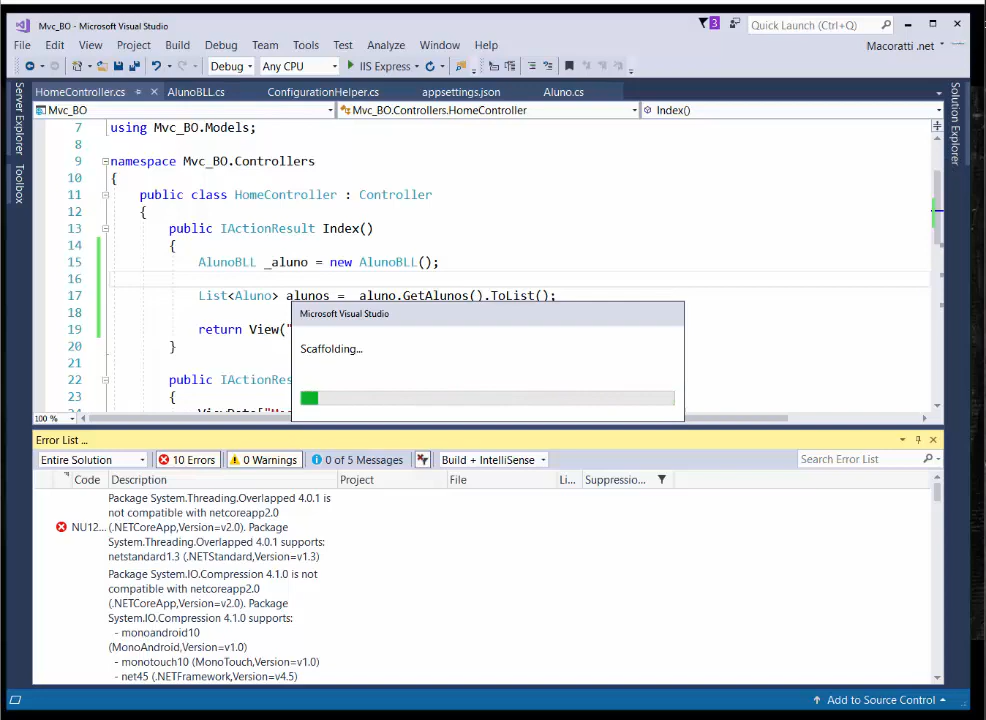 Mvc_BO - Microsoft Visual Studio
3
Quick Launch (Ctrl+Q)
File Edit View Project Build Debug Team Tools Test Analyze Window Help
Macoratti .net
Debug Any CPU IIS Express
HomeController.cs AlunoBLL.cs ConfigurationHelper.cs appsettings.json Aluno.cs
Mvc_BO Mvc_BO.Controllers.HomeController Index()
Server Explorer
Toolbox
Solution Explorer
7 using Mvc_BO.Models;
8
9 namespace Mvc_BO.Controllers
10 {
11 public class HomeController : Controller
12 {
13 public IActionResult Index()
14 {
15 AlunoBLL _aluno = new AlunoBLL();
16
17 List<Aluno> alunos = _aluno.GetAlunos().ToList();
18
19 return View("
20 }
21
22 public IActionRes
23 {
Microsoft Visual Studio
Scaffolding...
100 %
Error List ...
Entire Solution 10 Errors 0 Warnings 0 of 5 Messages Build + IntelliSense Search Error List
Code Description Project File Li... Suppressio...
Package System.Threading.Overlapped 4.0.1 is
not compatible with netcoreapp2.0
NU12... (.NETCoreApp,Version=v2.0). Package
System.Threading.Overlapped 4.0.1 supports:
netstandard1.3 (.NETStandard,Version=v1.3)
Package System.IO.Compression 4.1.0 is not
compatible with netcoreapp2.0
(.NETCoreApp,Version=v2.0). Package
System.IO.Compression 4.1.0 supports:
- monoandroid10
(MonoAndroid,Version=v1.0)
- monotouch10 (MonoTouch,Version=v1.0)
- net45 (.NETFramework,Version=v4.5)
Add to Source Control